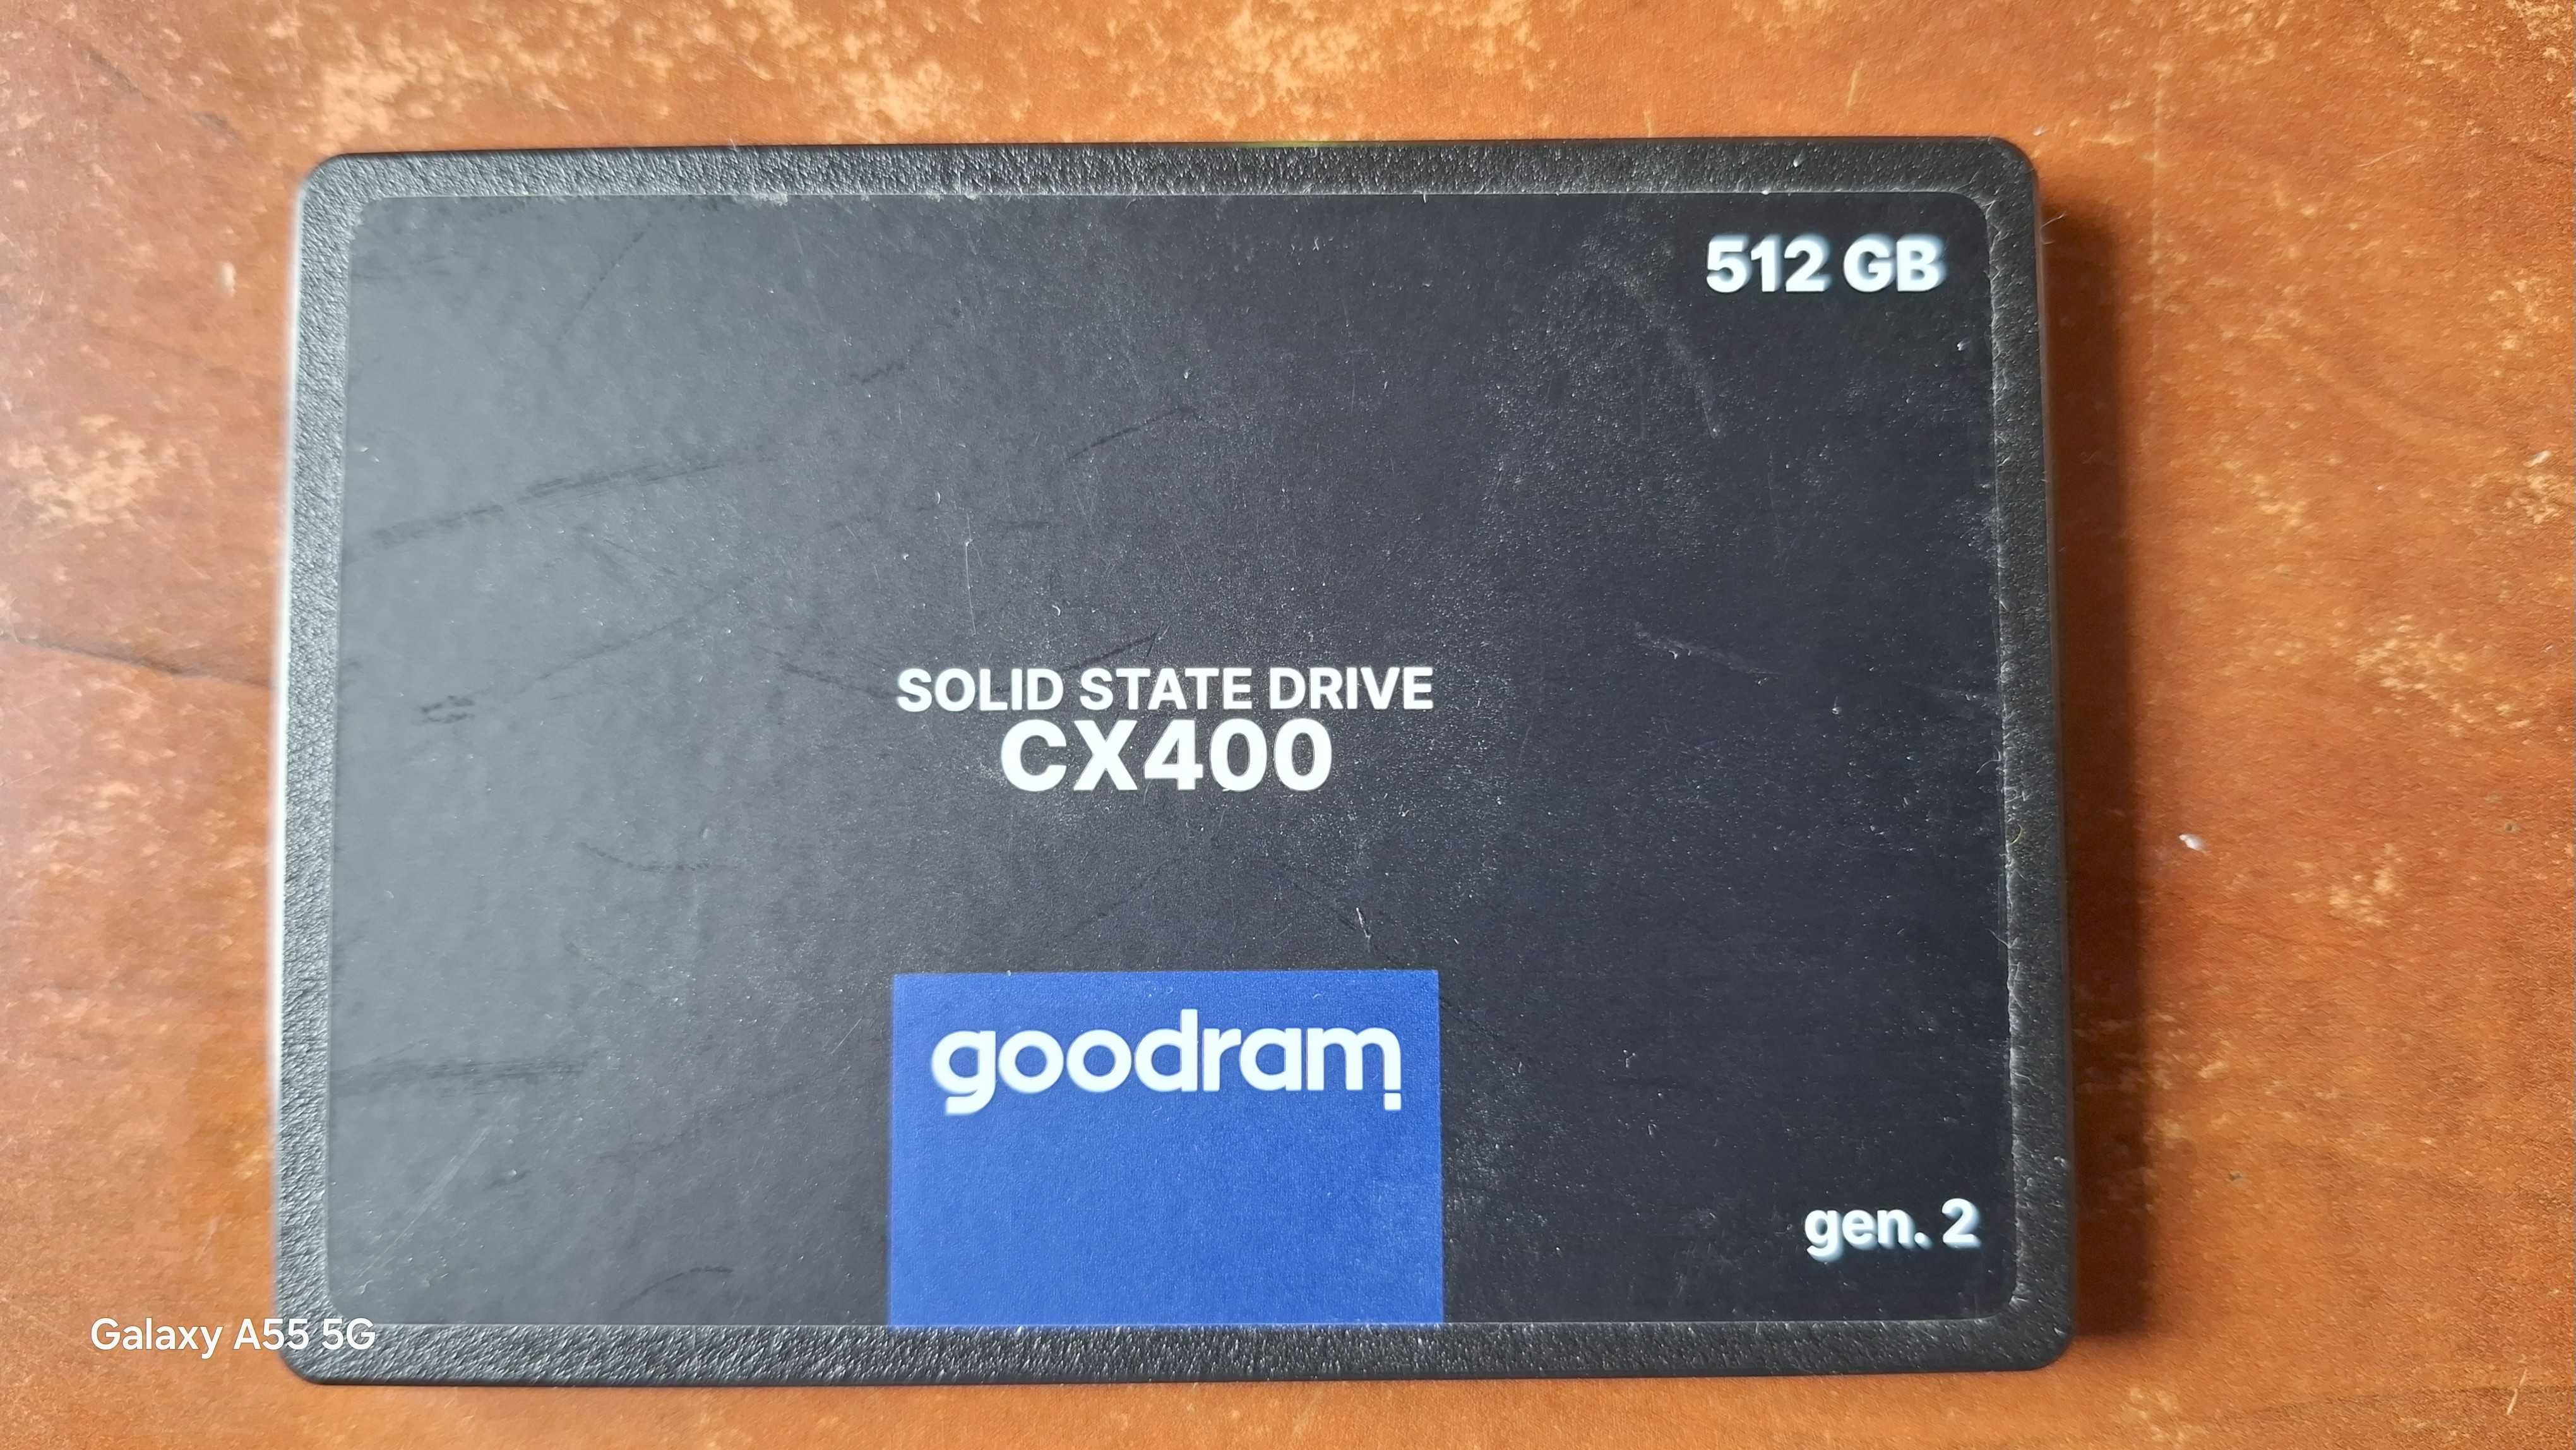 512 GB
SOLID STATE DRIVE
CX400
goodram
gen. 2
Galaxy A55 5G